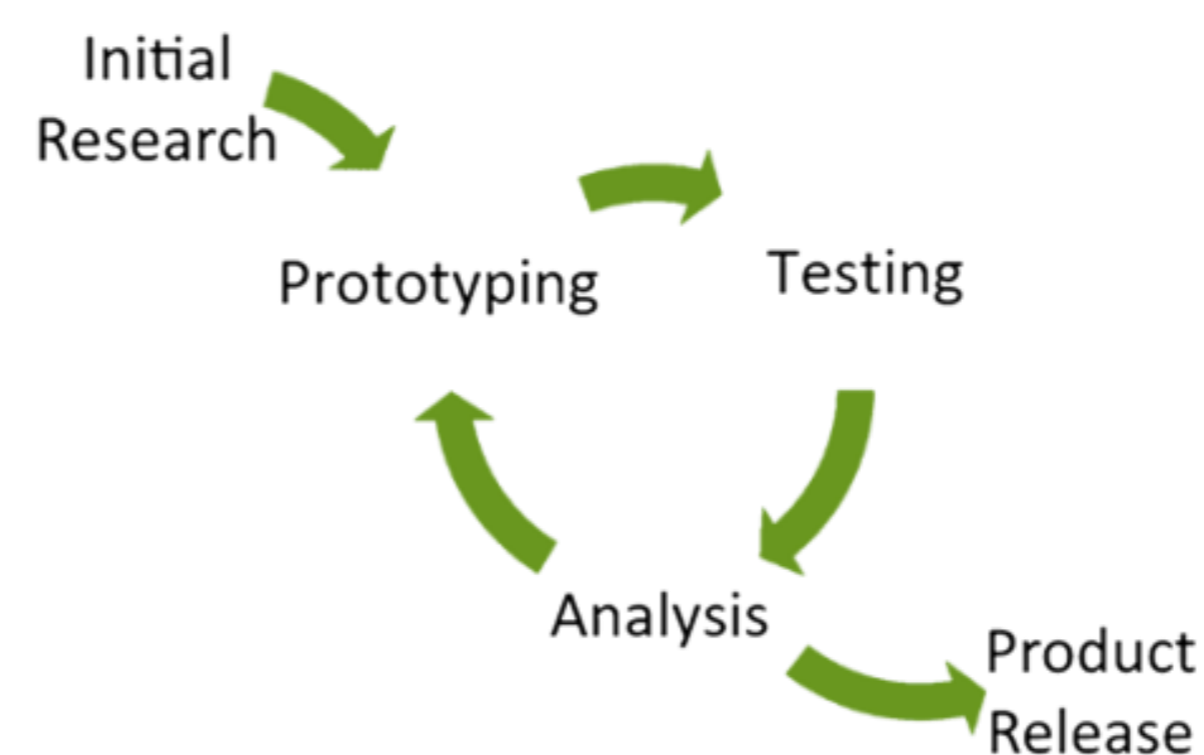 Initial
Research
Prototyping
Testing
Analysis
Product
Release